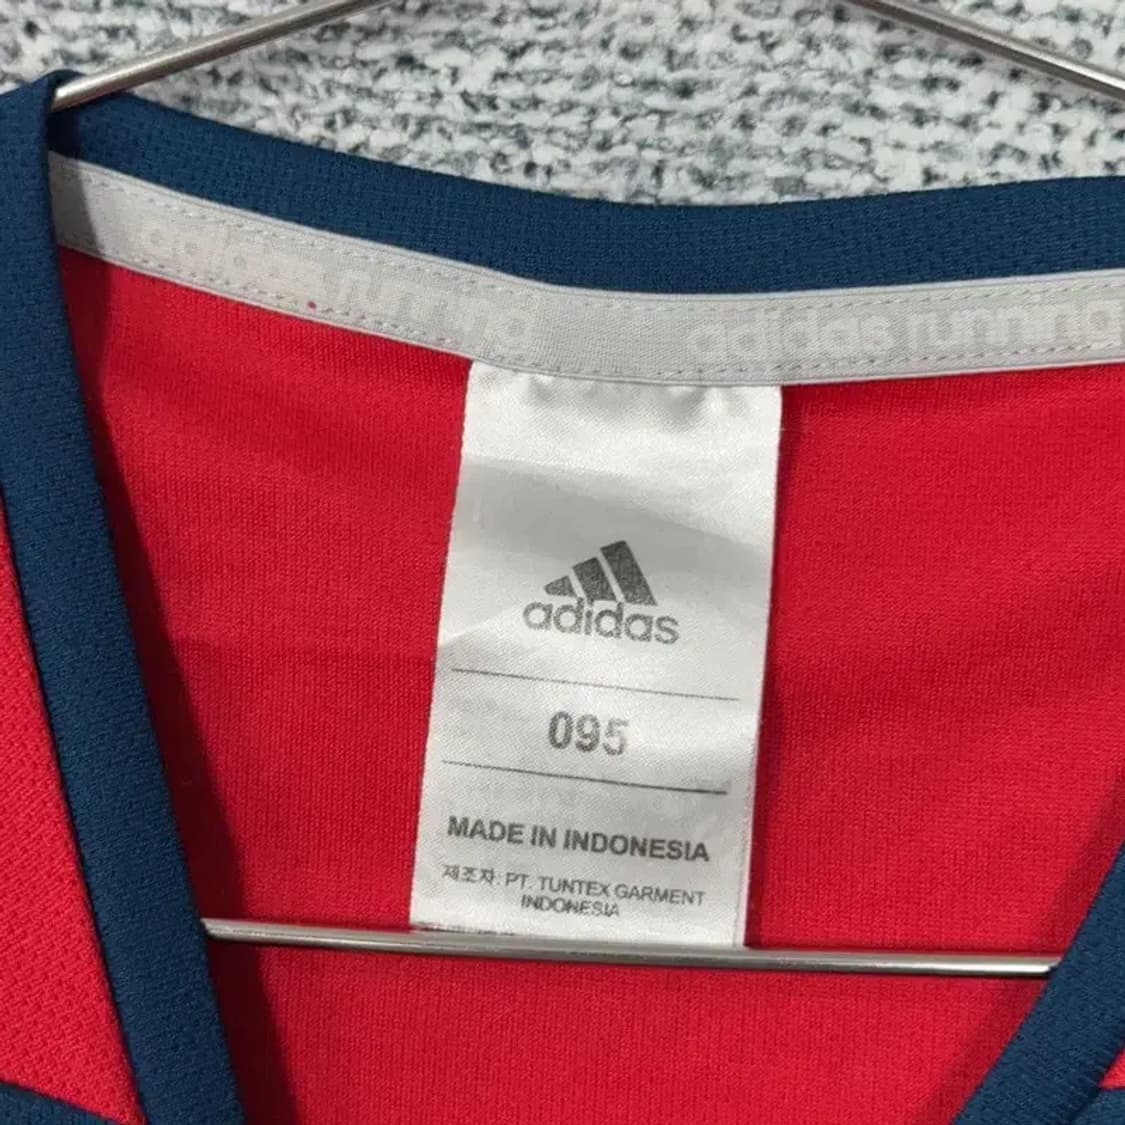 adidas running
adidas running
adidas
095
MADE IN INDONESIA
제조자: PT. TUNTEX GARMENT
INDONESIA